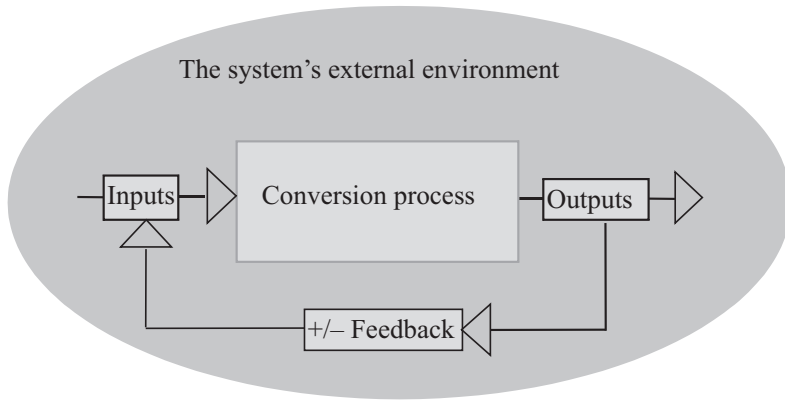 The system’s external environment
Inputs
Conversion process
Outputs
+/– Feedback